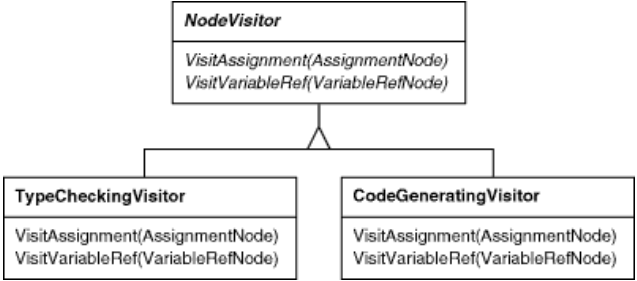 NodeVisitor
VisitAssignment(AssignmentNode)
VisitVariableRef(VariableRefNode)
TypeCheckingVisitor
VisitAssignment(AssignmentNode)
VisitVariableRef(VariableRefNode)
CodeGeneratingVisitor
VisitAssignment(AssignmentNode)
VisitVariableRef(VariableRefNode)